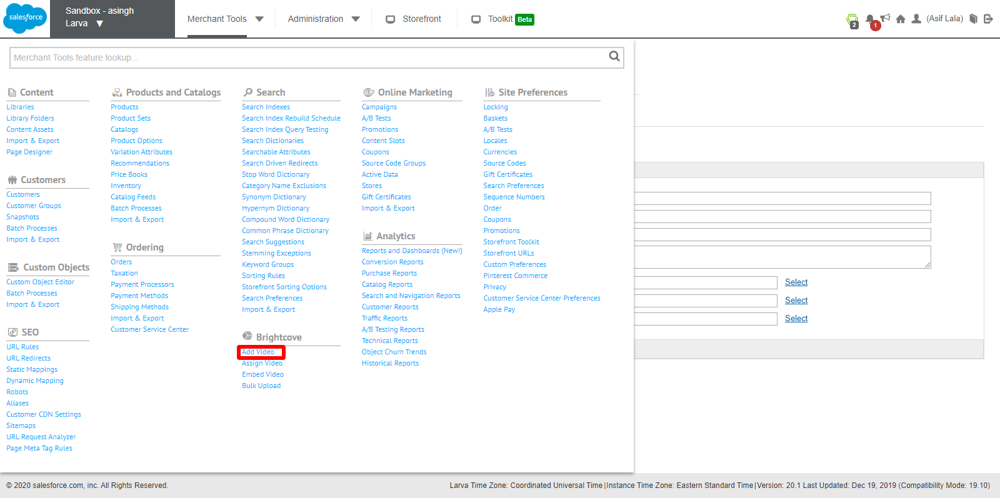 salesforce
Sandbox - asingh
Larva
Merchant Tools
Administration
Storefront
Toolkit Beta
2
1
(Asif Lala)
Merchant Tools feature lookup...
Content
Libraries
Library Folders
Content Assets
Import & Export
Page Designer
Customers
Customers
Customer Groups
Snapshots
Batch Processes
Import & Export
Custom Objects
Custom Object Editor
Batch Processes
Import & Export
SEO
URL Rules
URL Redirects
Static Mappings
Dynamic Mapping
Robots
Aliases
Customer CDN Settings
Sitemaps
URL Request Analyzer
Page Meta Tag Rules
Products and Catalogs
Products
Product Sets
Catalogs
Product Options
Variation Attributes
Recommendations
Price Books
Inventory
Catalog Feeds
Batch Processes
Import & Export
Ordering
Orders
Taxation
Payment Processors
Payment Methods
Shipping Methods
Import & Export
Customer Service Center
Search
Search Indexes
Search Index Rebuild Schedule
Search Index Query Testing
Search Dictionaries
Searchable Attributes
Search Driven Redirects
Stop Word Dictionary
Category Name Exclusions
Synonym Dictionary
Hypernym Dictionary
Compound Word Dictionary
Common Phrase Dictionary
Search Suggestions
Stemming Exceptions
Keyword Groups
Sorting Rules
Storefront Sorting Options
Search Preferences
Import & Export
Brightcove
Add Video
Assign Video
Embed Video
Bulk Upload
Online Marketing
Campaigns
A/B Tests
Promotions
Content Slots
Coupons
Source Code Groups
Active Data
Stores
Gift Certificates
Import & Export
Analytics
Reports and Dashboards (New!)
Conversion Reports
Purchase Reports
Catalog Reports
Search and Navigation Reports
Customer Reports
Traffic Reports
A/B Testing Reports
Technical Reports
Object Churn Trends
Historical Reports
Site Preferences
Locking
Baskets
A/B Tests
Locales
Currencies
Source Codes
Gift Certificates
Search Preferences
Sequence Numbers
Order
Coupons
Promotions
Storefront Toolkit
Storefront URLs
Custom Preferences
Pinterest Commerce
Privacy
Customer Service Center Preferences
Apple Pay
Select
Select
Select
© 2020 salesforce.com, inc. All Rights Reserved.
Larva Time Zone: Coordinated Universal Time|Instance Time Zone: Eastern Standard Time|Version: 20.1 Last Updated: Dec 19, 2019 (Compatibility Mode: 19.10)